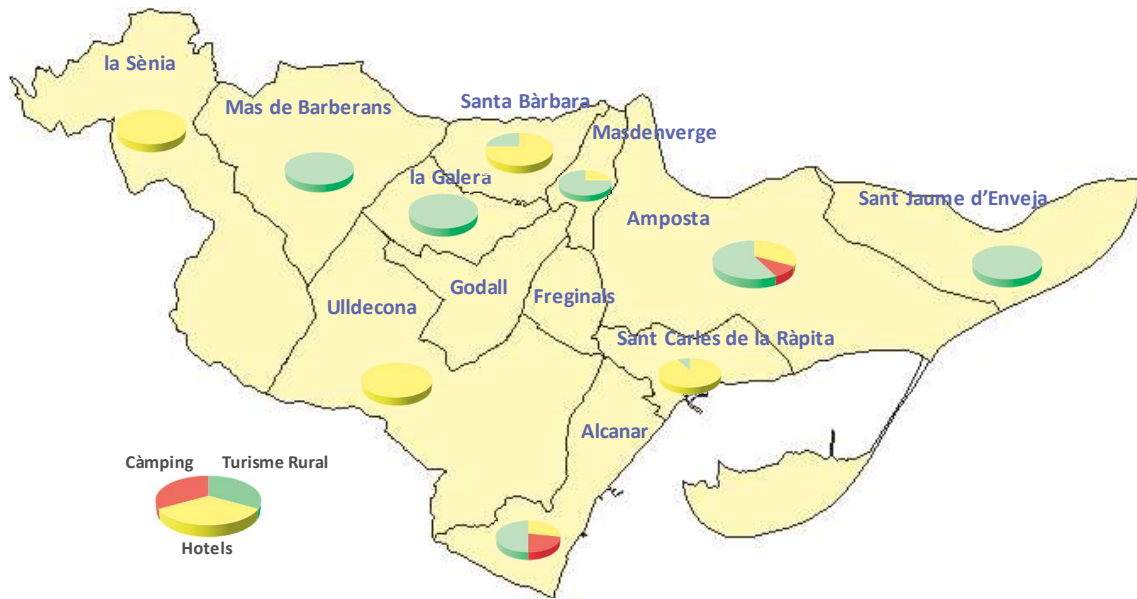 la Sènia
Mas de Barberans
Santa Bàrbara
Masdenverge
la Galera
Sant Jaume d’Enveja
Amposta
Godall
Freginals
Ulldecona
Sant Carles de la Ràpita
Alcanar
Càmping
Turisme Rural
Hotels